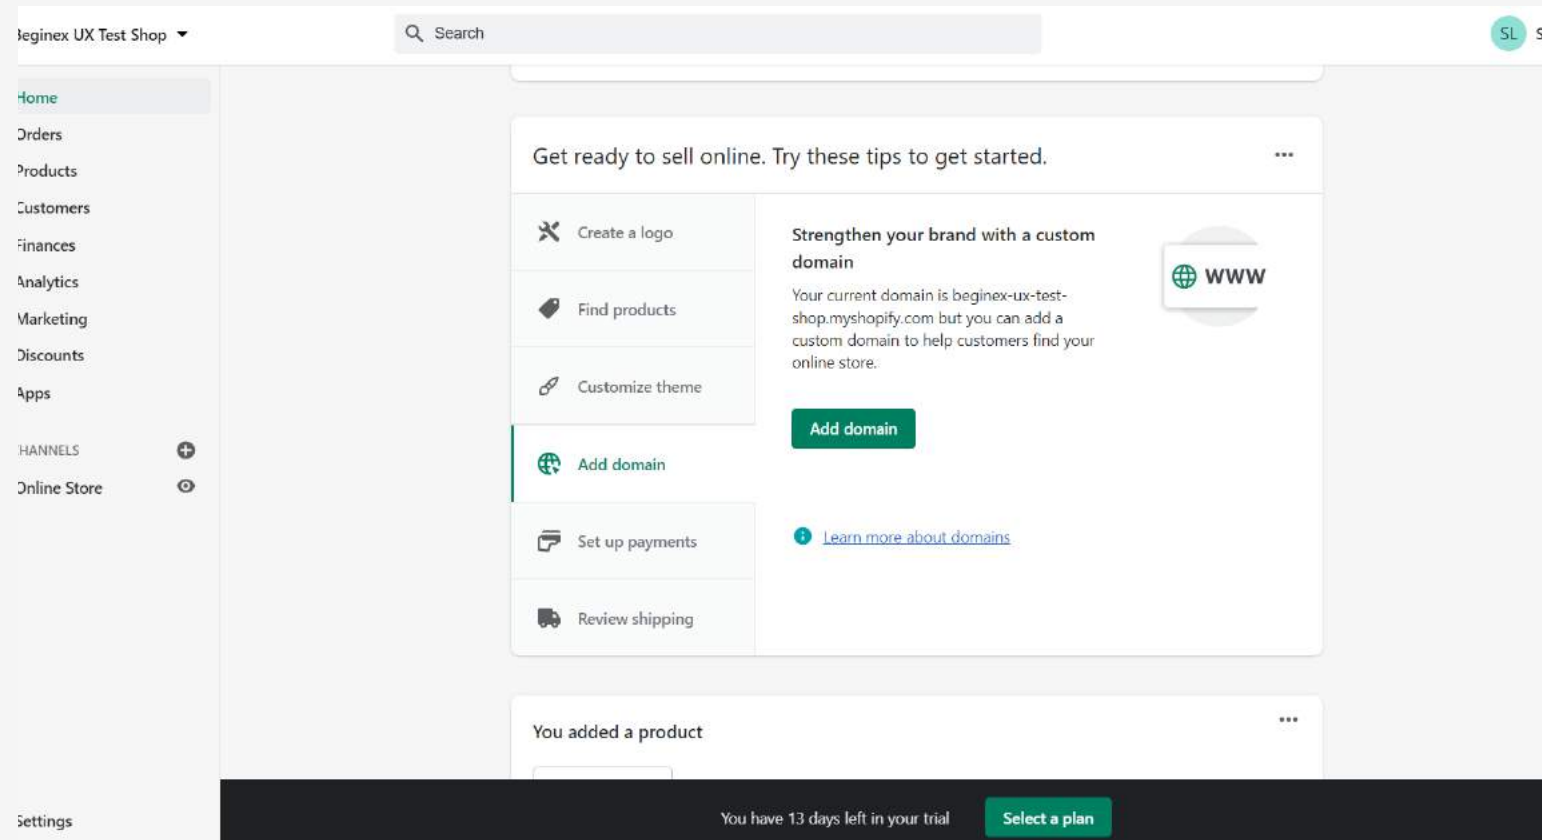 Beginex UX Test Shop
Search
SL
S
Home
Orders
Products
Customers
Finances
Analytics
Marketing
Discounts
Apps
CHANNELS
Online Store
Settings
Get ready to sell online. Try these tips to get started.
Create a logo
Find products
Customize theme
Add domain
Set up payments
Review shipping
Strengthen your brand with a custom
domain
Your current domain is beginex-ux-test-
shop.myshopify.com but you can add a
custom domain to help customers find your
online store.
WWW
Add domain
Learn more about domains
You added a product
You have 13 days left in your trial
Select a plan